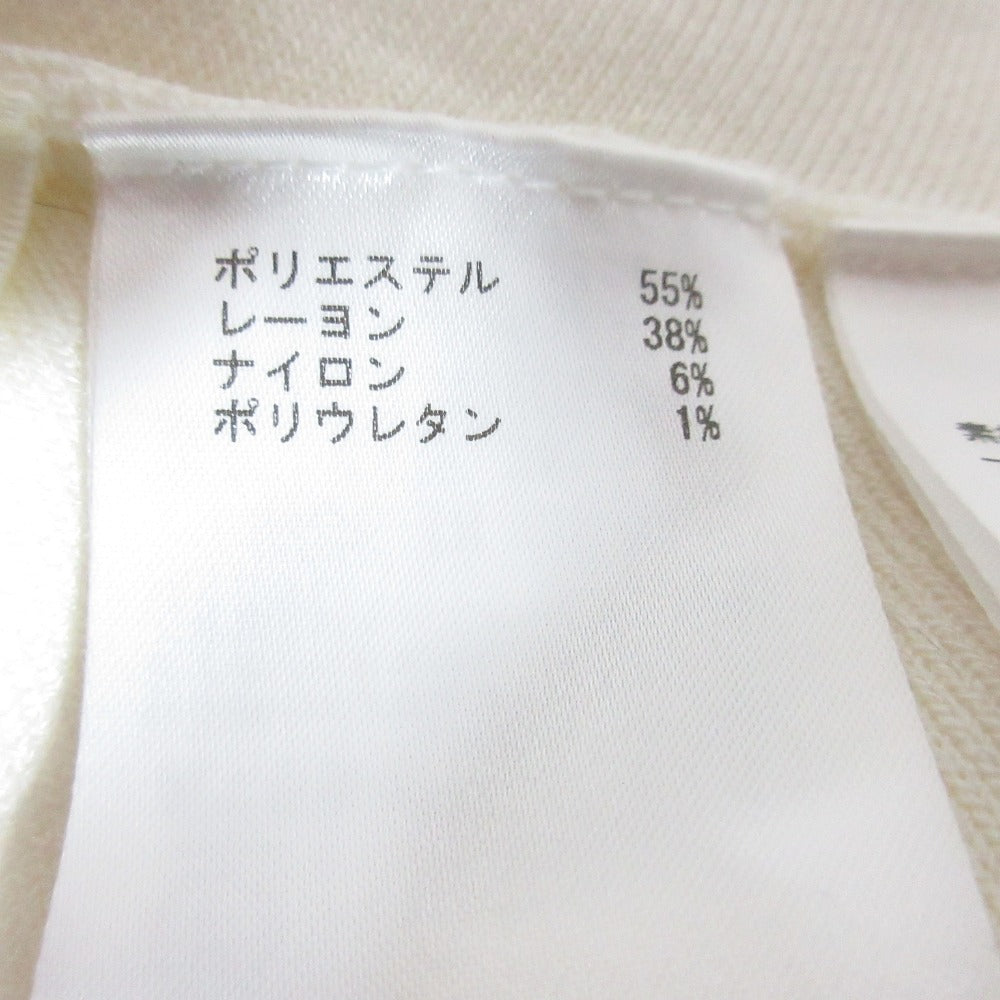 ポリエステル 55%
レーヨン 38%
ナイロン 6%
ポリウレタン 1%